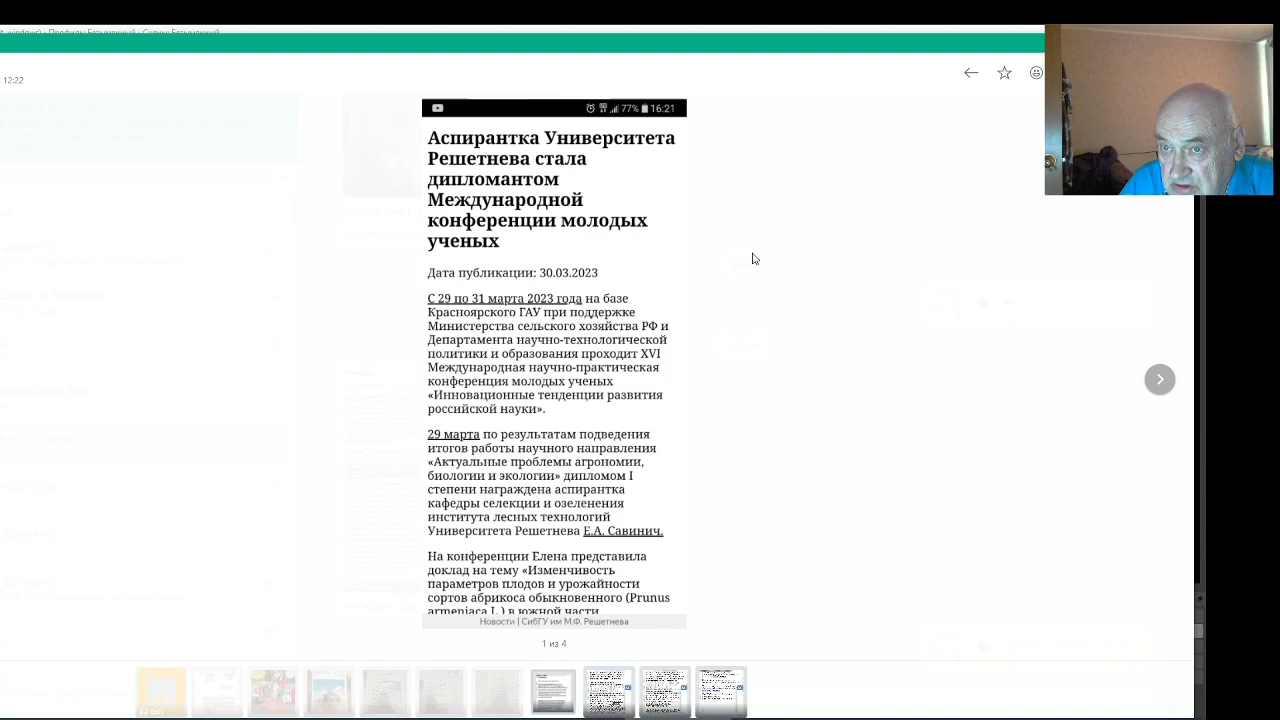 12:22
77% 16:21
Аспирантка Университета
Решетнева стала
дипломантом
Международной
конференции молодых
ученых
Дата публикации: 30.03.2023
С 29 по 31 марта 2023 года на базе
Красноярского ГАУ при поддержке
Министерства сельского хозяйства РФ и
Департамента научно-технологической
политики и образования проходит XVI
Международная научно-практическая
конференция молодых ученых
«Инновационные тенденции развития
российской науки».
29 марта по результатам подведения
итогов работы научного направления
«Актуальные проблемы агрономии,
биологии и экологии» дипломом I
степени награждена аспирантка
кафедры селекции и озеленения
института лесных технологий
Университета Решетнева Е.А. Савинич.
На конференции Елена представила
доклад на тему «Изменчивость
параметров плодов и урожайности
сортов абрикоса обыкновенного (Prunus
armeniaca L.) в южной части
Новости | СибГУ им М.Ф. Решетнева
1 из 4